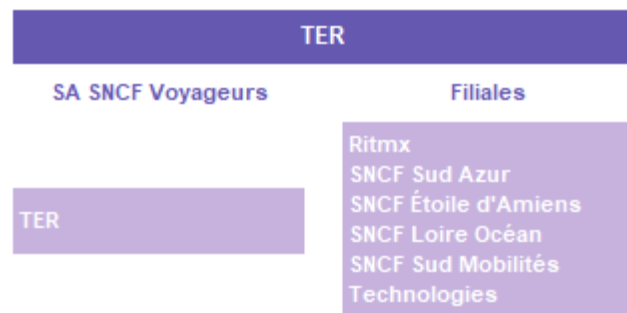 TER
SA SNCF Voyageurs
Filiales
TER
Ritmx
SNCF Sud Azur
SNCF Étoile d'Amiens
SNCF Loire Océan
SNCF Sud Mobilités
Technologies